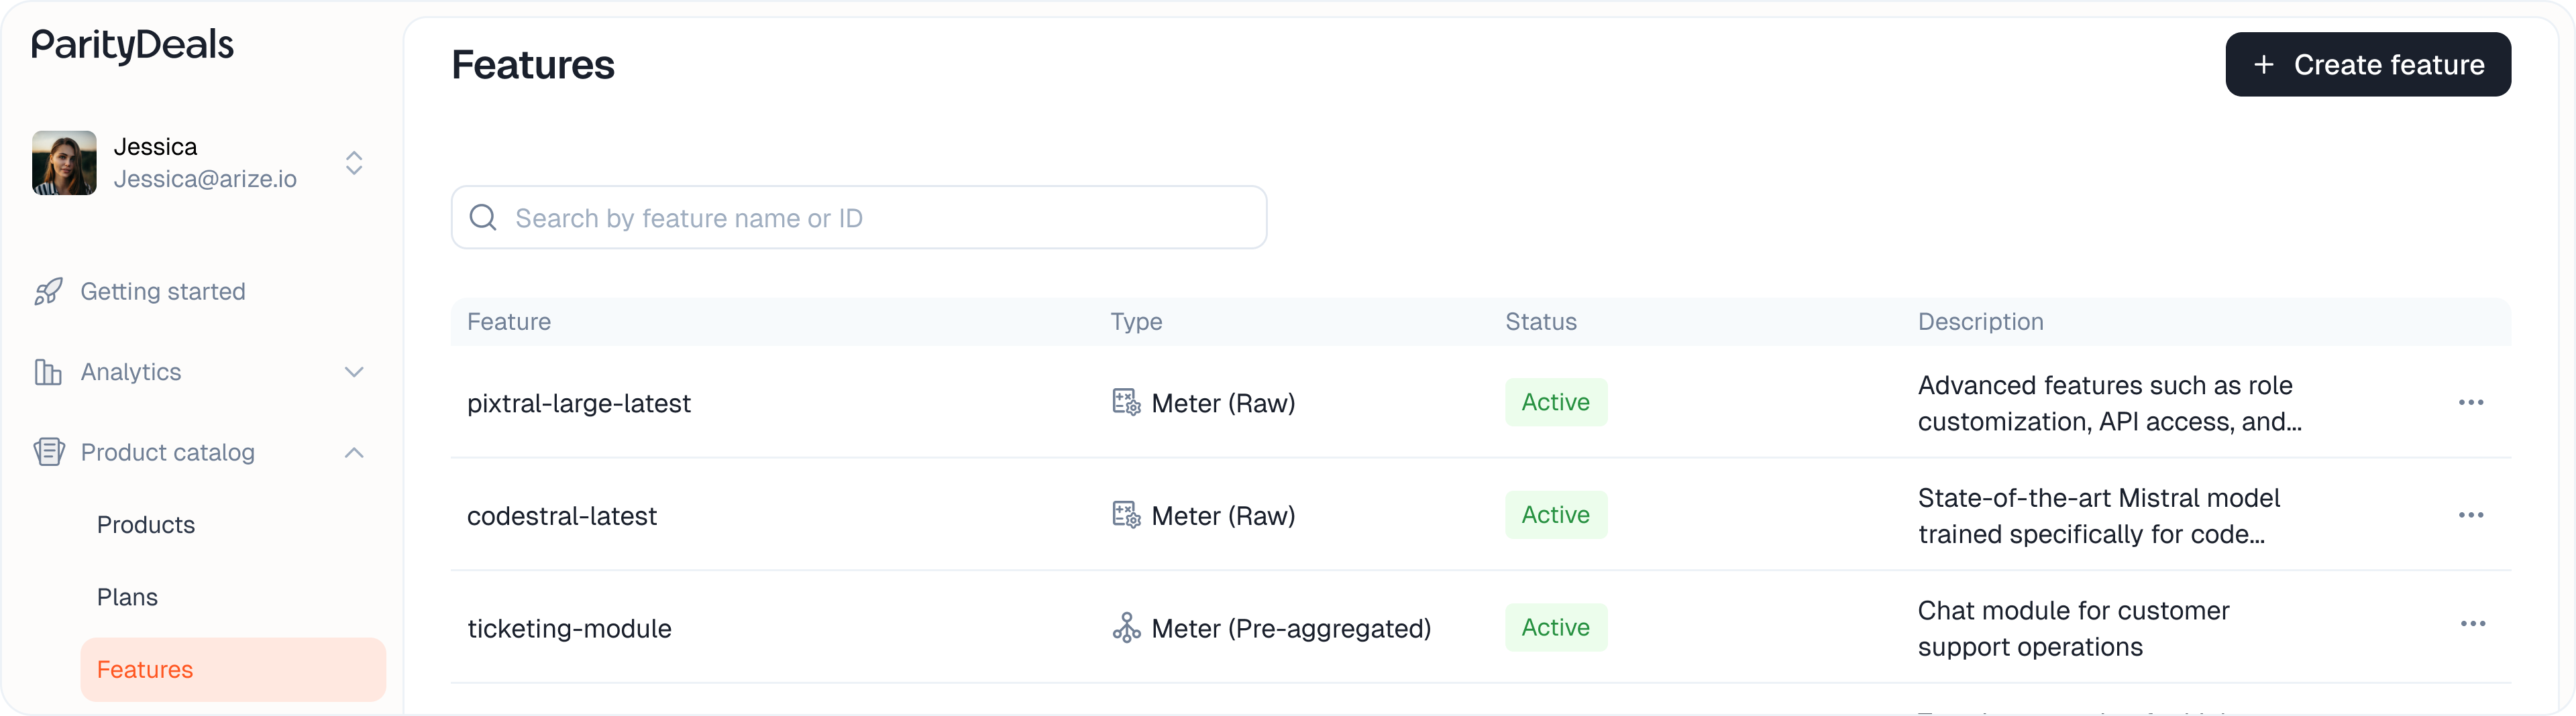 ParityDeals
Jessica
Jessica@arize.io
Getting started
Analytics
Product catalog
Products
Plans
Features
Features
+ Create feature
Search by feature name or ID
Feature Type Status Description
pixtral-large-latest Meter (Raw) Active Advanced features such as role
customization, API access, and...
codestral-latest Meter (Raw) Active State-of-the-art Mistral model
trained specifically for code...
ticketing-module Meter (Pre-aggregated) Active Chat module for customer
support operations